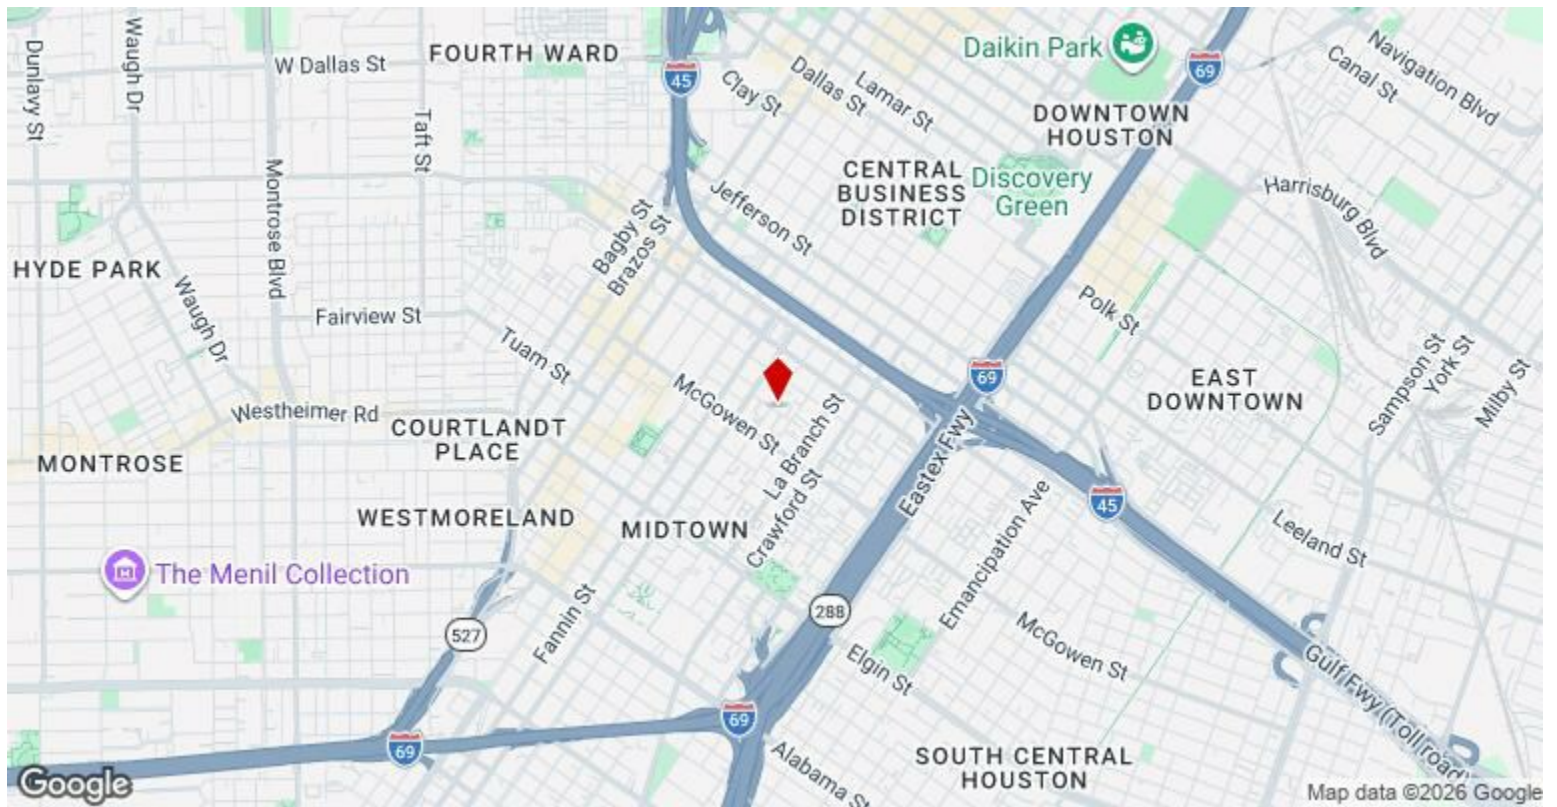 Dunlavy St
Waugh Dr
W Dallas St
FOURTH WARD
Taft St
45
Clay St
Dallas St
Lamar St
Daikin Park
69
Canal St
Navigation Blvd
DOWNTOWN
HOUSTON
Montrose Blvd
CENTRAL
BUSINESS
DISTRICT
Discovery
Green
Harrisburg Blvd
Jefferson St
Bagby St
Brazos St
HYDE PARK
Waugh Dr
Fairview St
Tuam St
Polk St
McGowen St
69
EAST
DOWNTOWN
Sampson St
York St
Milby St
Westheimer Rd
COURTLANDT
PLACE
La Branch St
Crawford St
Eastex Fwy
MONTROSE
WESTMORELAND
MIDTOWN
45
Emancipation Ave
Leeland St
The Menil Collection
Fannin St
527
288
Elgin St
McGowen St
Gulf Fwy (Toll road)
69
69
Alabama St
SOUTH CENTRAL
HOUSTON
Google
Map data ©2026 Google